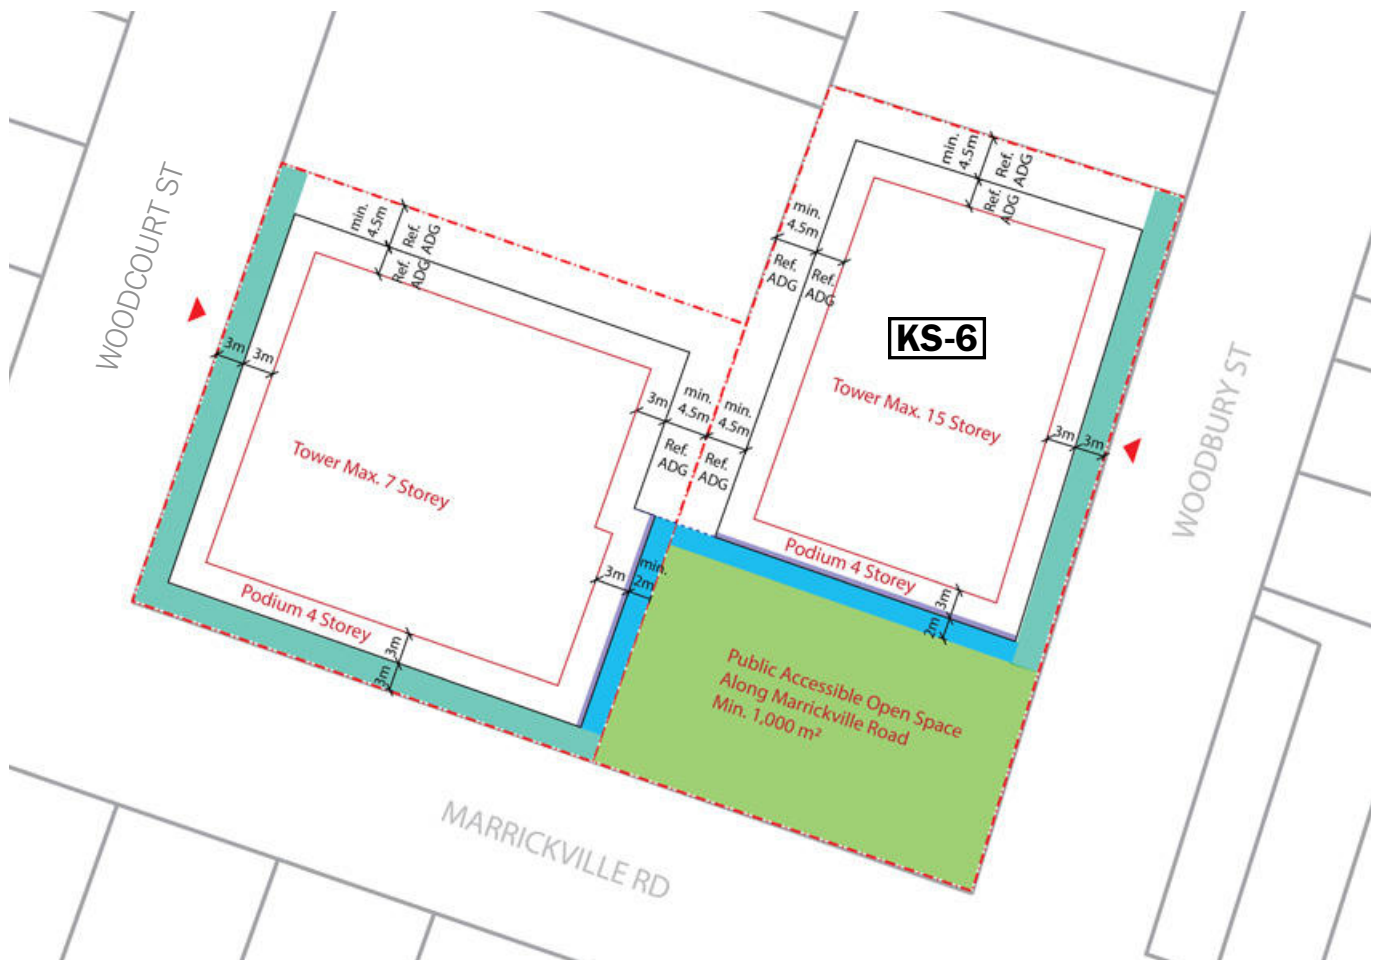 WOODCOURT ST
min.
4.5m
Ref.
ADG
Ref.
ADG
min.
4.5m
Ref.
ADG
Ref.
ADG
min.
4.5m
Ref.
ADG
Ref.
ADG
KS-6
Tower Max. 15 Storey
WOODBURY ST
3m
3m
3m
min.
4.5m
min.
4.5m
Ref.
ADG
Ref.
ADG
3m
3m
Tower Max. 7 Storey
Podium 4 Storey
3m
3m
3m
min.
2m
Podium 4 Storey
3m
2m
Public Accessible Open Space
Along Marrickville Road
Min. 1,000 m²
MARRICKVILLE RD